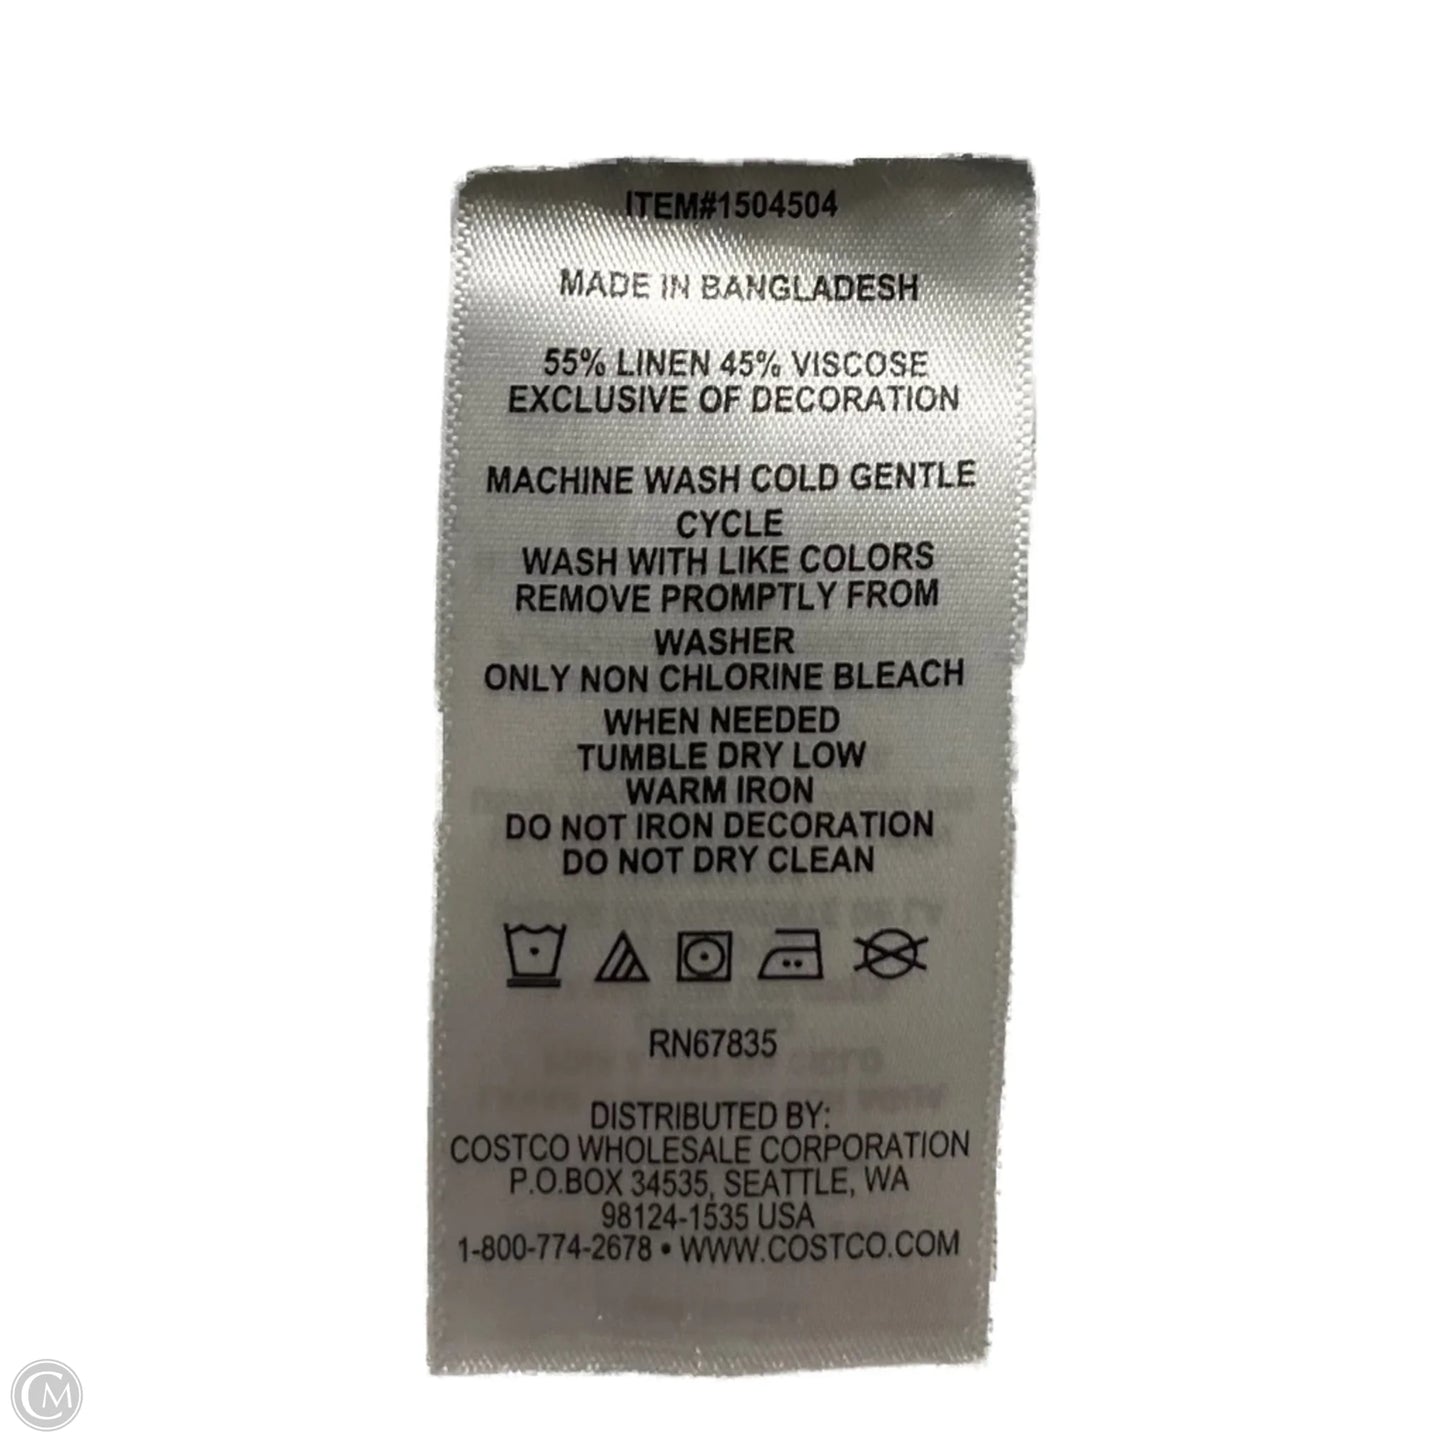 ITEM#1504504
MADE IN BANGLADESH
55% LINEN 45% VISCOSE
EXCLUSIVE OF DECORATION
MACHINE WASH COLD GENTLE
CYCLE
WASH WITH LIKE COLORS
REMOVE PROMPTLY FROM
WASHER
ONLY NON CHLORINE BLEACH
WHEN NEEDED
TUMBLE DRY LOW
WARM IRON
DO NOT IRON DECORATION
DO NOT DRY CLEAN
RN67835
DISTRIBUTED BY:
COSTCO WHOLESALE CORPORATION
P.O.BOX 34535, SEATTLE, WA
98124-1535 USA
1-800-774-2678 • WWW.COSTCO.COM
CM